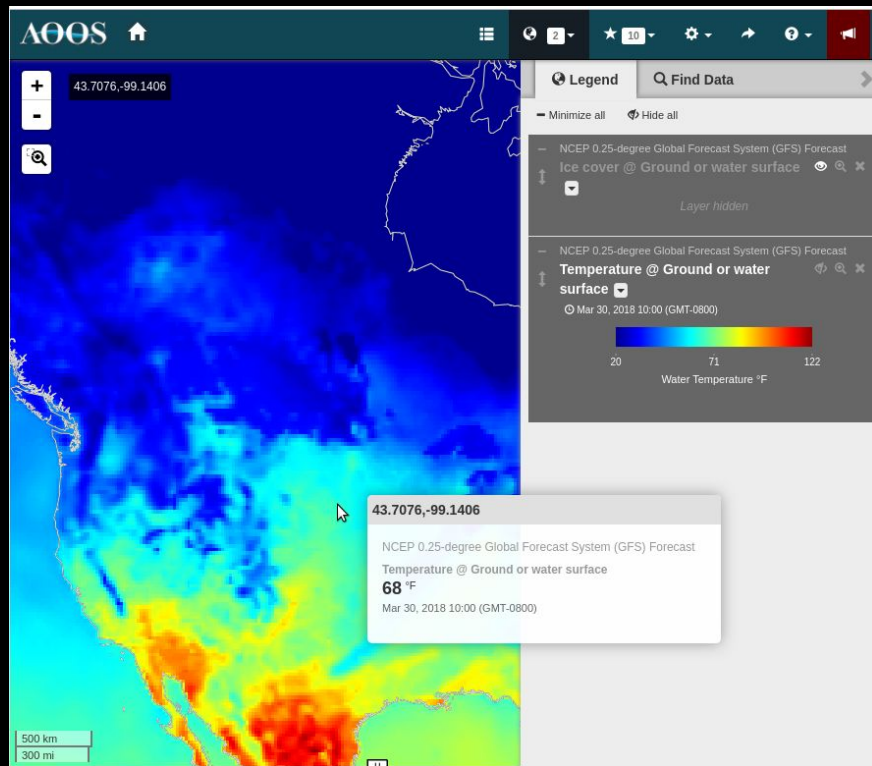 AOOS
2
10
43.7076,-99.1406
+
-
Legend
Find Data
Minimize all
Hide all
NCEP 0.25-degree Global Forecast System (GFS) Forecast
Ice cover @ Ground or water surface
Layer hidden
NCEP 0.25-degree Global Forecast System (GFS) Forecast
Temperature @ Ground or water
surface
Mar 30, 2018 10:00 (GMT-0800)
20 71 122
Water Temperature °F
43.7076,-99.1406
NCEP 0.25-degree Global Forecast System (GFS) Forecast
Temperature @ Ground or water surface
68 °F
Mar 30, 2018 10:00 (GMT-0800)
500 km
300 mi